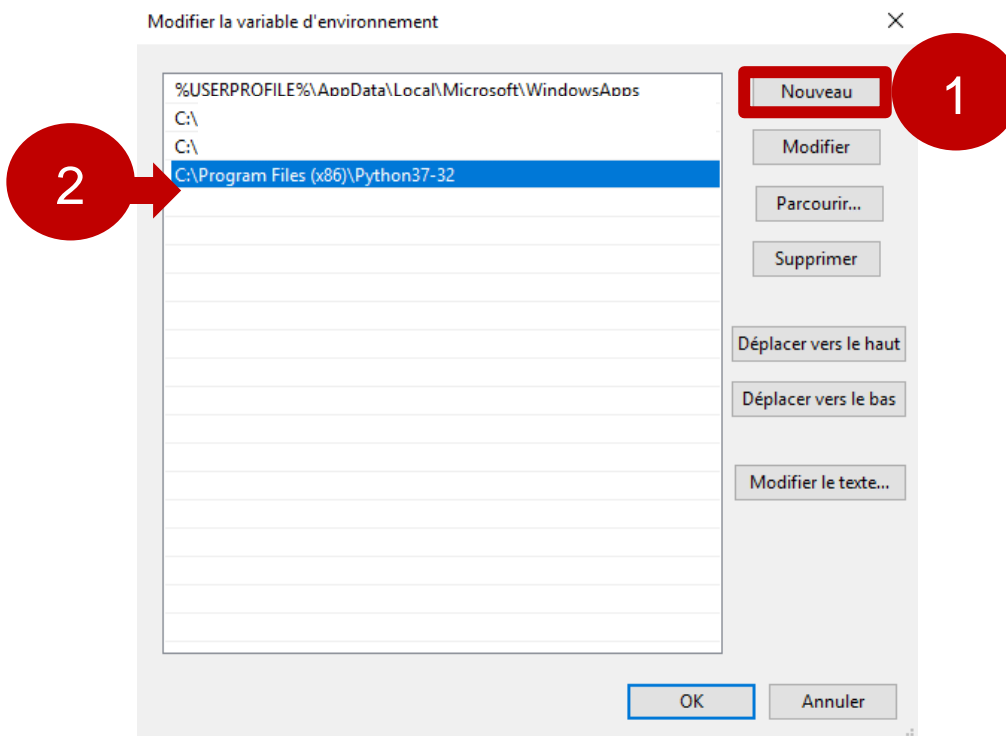 Modifier la variable d'environnement
%USERPROFILE%\AppData\Local\Microsoft\WindowsApps
Nouveau
1
C:\
C:\
Modifier
2
C:\Program Files (x86)\Python37-32
Parcourir...
Supprimer
Déplacer vers le haut
Déplacer vers le bas
Modifier le texte...
OK
Annuler